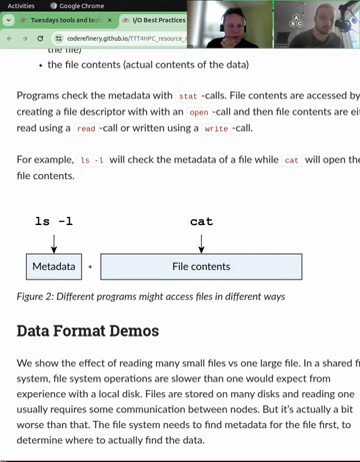 Activities Google Chrome
Tuesdays tools and tec I/O Best Practices
coderefinery.github.io/TTT4HPC_resource_
the file)
• the file contents (actual contents of the data)
Programs check the metadata with stat -calls. File contents are accessed by
creating a file descriptor with with an open -call and then file contents are eit
read using a read -call or written using a write -call.
For example, ls -l will check the metadata of a file while cat will open the
file contents.
ls -l cat
Metadata + File contents
Figure 2: Different programs might access files in different ways
Data Format Demos
We show the effect of reading many small files vs one large file. In a shared f
system, file system operations are slower than one would expect from
experience with a local disk. Files are stored on many disks and reading one
usually requires some communication between nodes. But it's actually a bit
worse than that. The file system needs to find metadata for the file first, to
determine where to actually find the data.